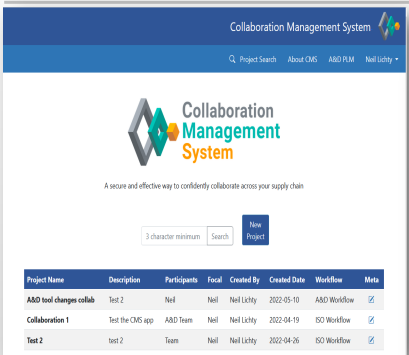 Collaboration Management System
Project Search About CMS A&D PLM Neil Lichty
Collaboration
Management
System
A secure and effective way to confidently collaborate across your supply chain
3 character minimum Search New Project
Project Name Description Participants Focal Created By Created Date Workflow Meta
A&D tool changes collab Test 2 Neil Neil Neil Lichty 2022-05-10 A&D Workflow
Collaboration 1 Test the CMS app A&D Team Neil Neil Lichty 2022-04-19 ISO Workflow
Test 2 test 2 Team Neil Neil Lichty 2022-04-26 ISO Workflow